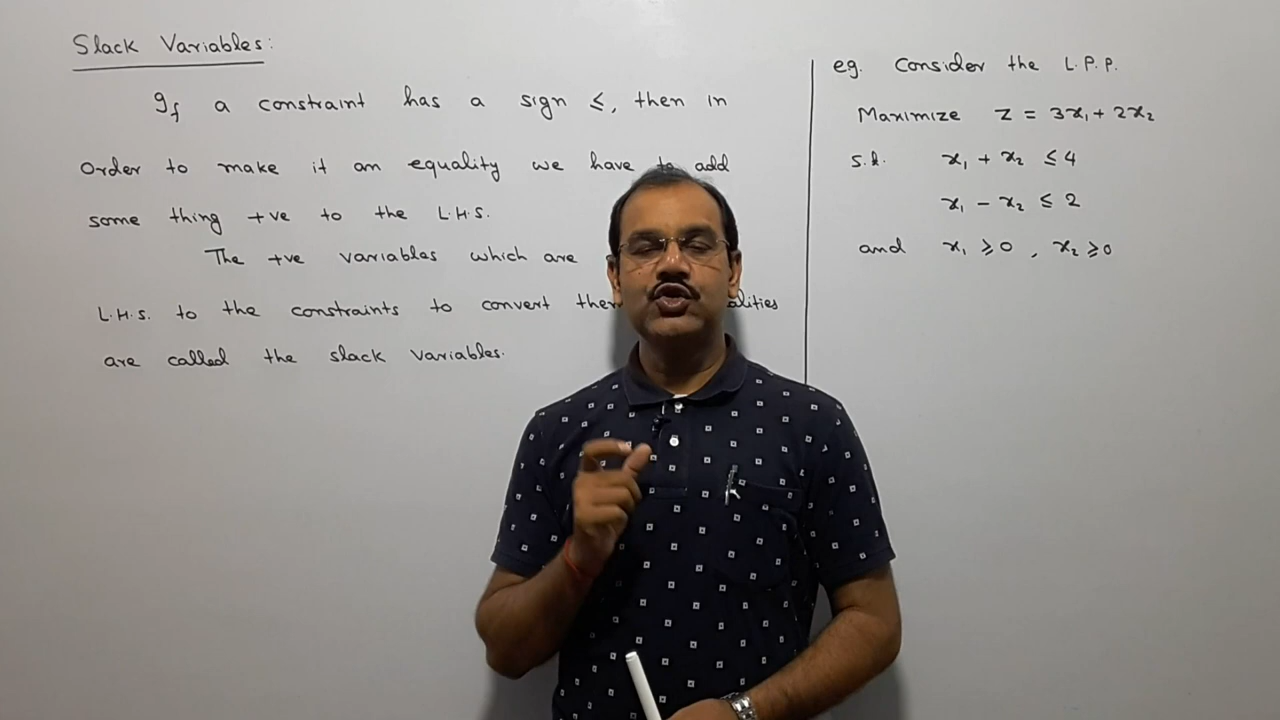 Slack Variables:
If a constraint has a sign ≤, then in
order to make it an equality we have to add
some thing +ve to the L.H.S.
The +ve variables which are
L.H.S. to the constraints to convert
are called the slack variables.
eg. Consider the L.P.P.
Maximize Z = 3x₁ + 2x₂
s.t. x₁ + x₂ ≤ 4
x₁ - x₂ ≤ 2
and x₁ ≥ 0 , x₂ ≥ 0